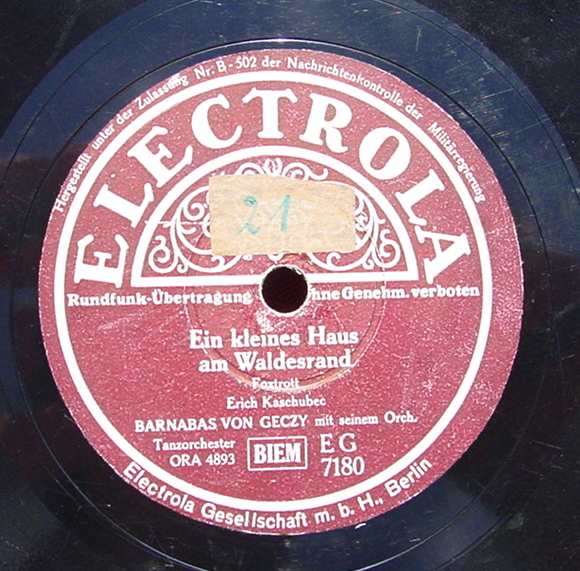 Hergestellt unter der Zulassung Nr. B-502 der Nachrichtenkontrolle der Militärregierung
ELECTROLA
21
Rundfunk-Übertragung ohne Genehm. verboten
Ein kleines Haus
am Waldesrand
Foxtrott
Erich Kaschubec
BARNABAS VON GECZY mit seinem Orch.
Tanzorchester
ORA 4893
BIEM
EG
7180
Electrola Gesellschaft m. b. H., Berlin